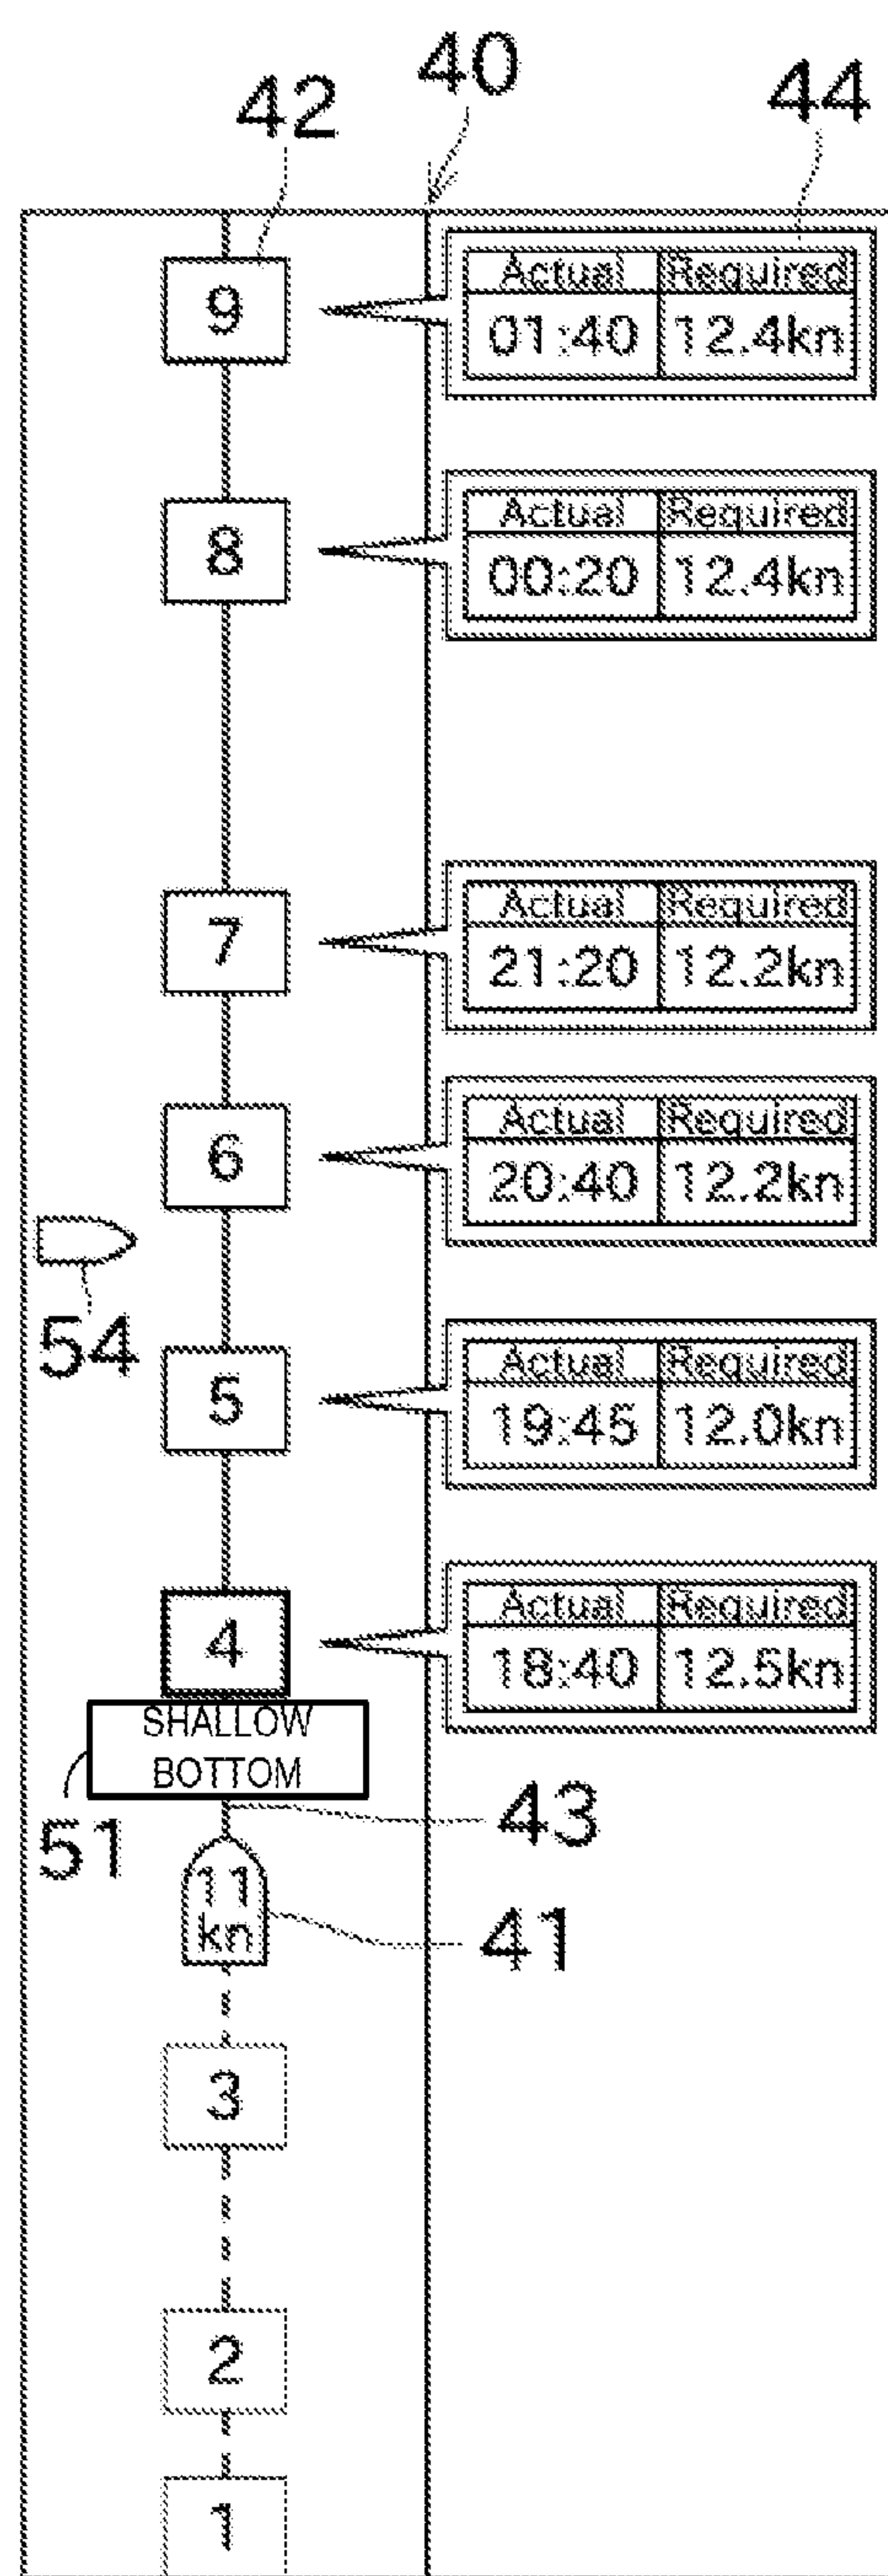 40
42
44
9
Actual Required
01:40 12.4kn
8
Actual Required
00:20 12.4kn
7
Actual Required
21:20 12.2kn
6
Actual Required
20:40 12.2kn
54
5
Actual Required
19:45 12.0kn
4
Actual Required
18:40 12.5kn
SHALLOW
BOTTOM
43
51
11
kn
41
3
2
1